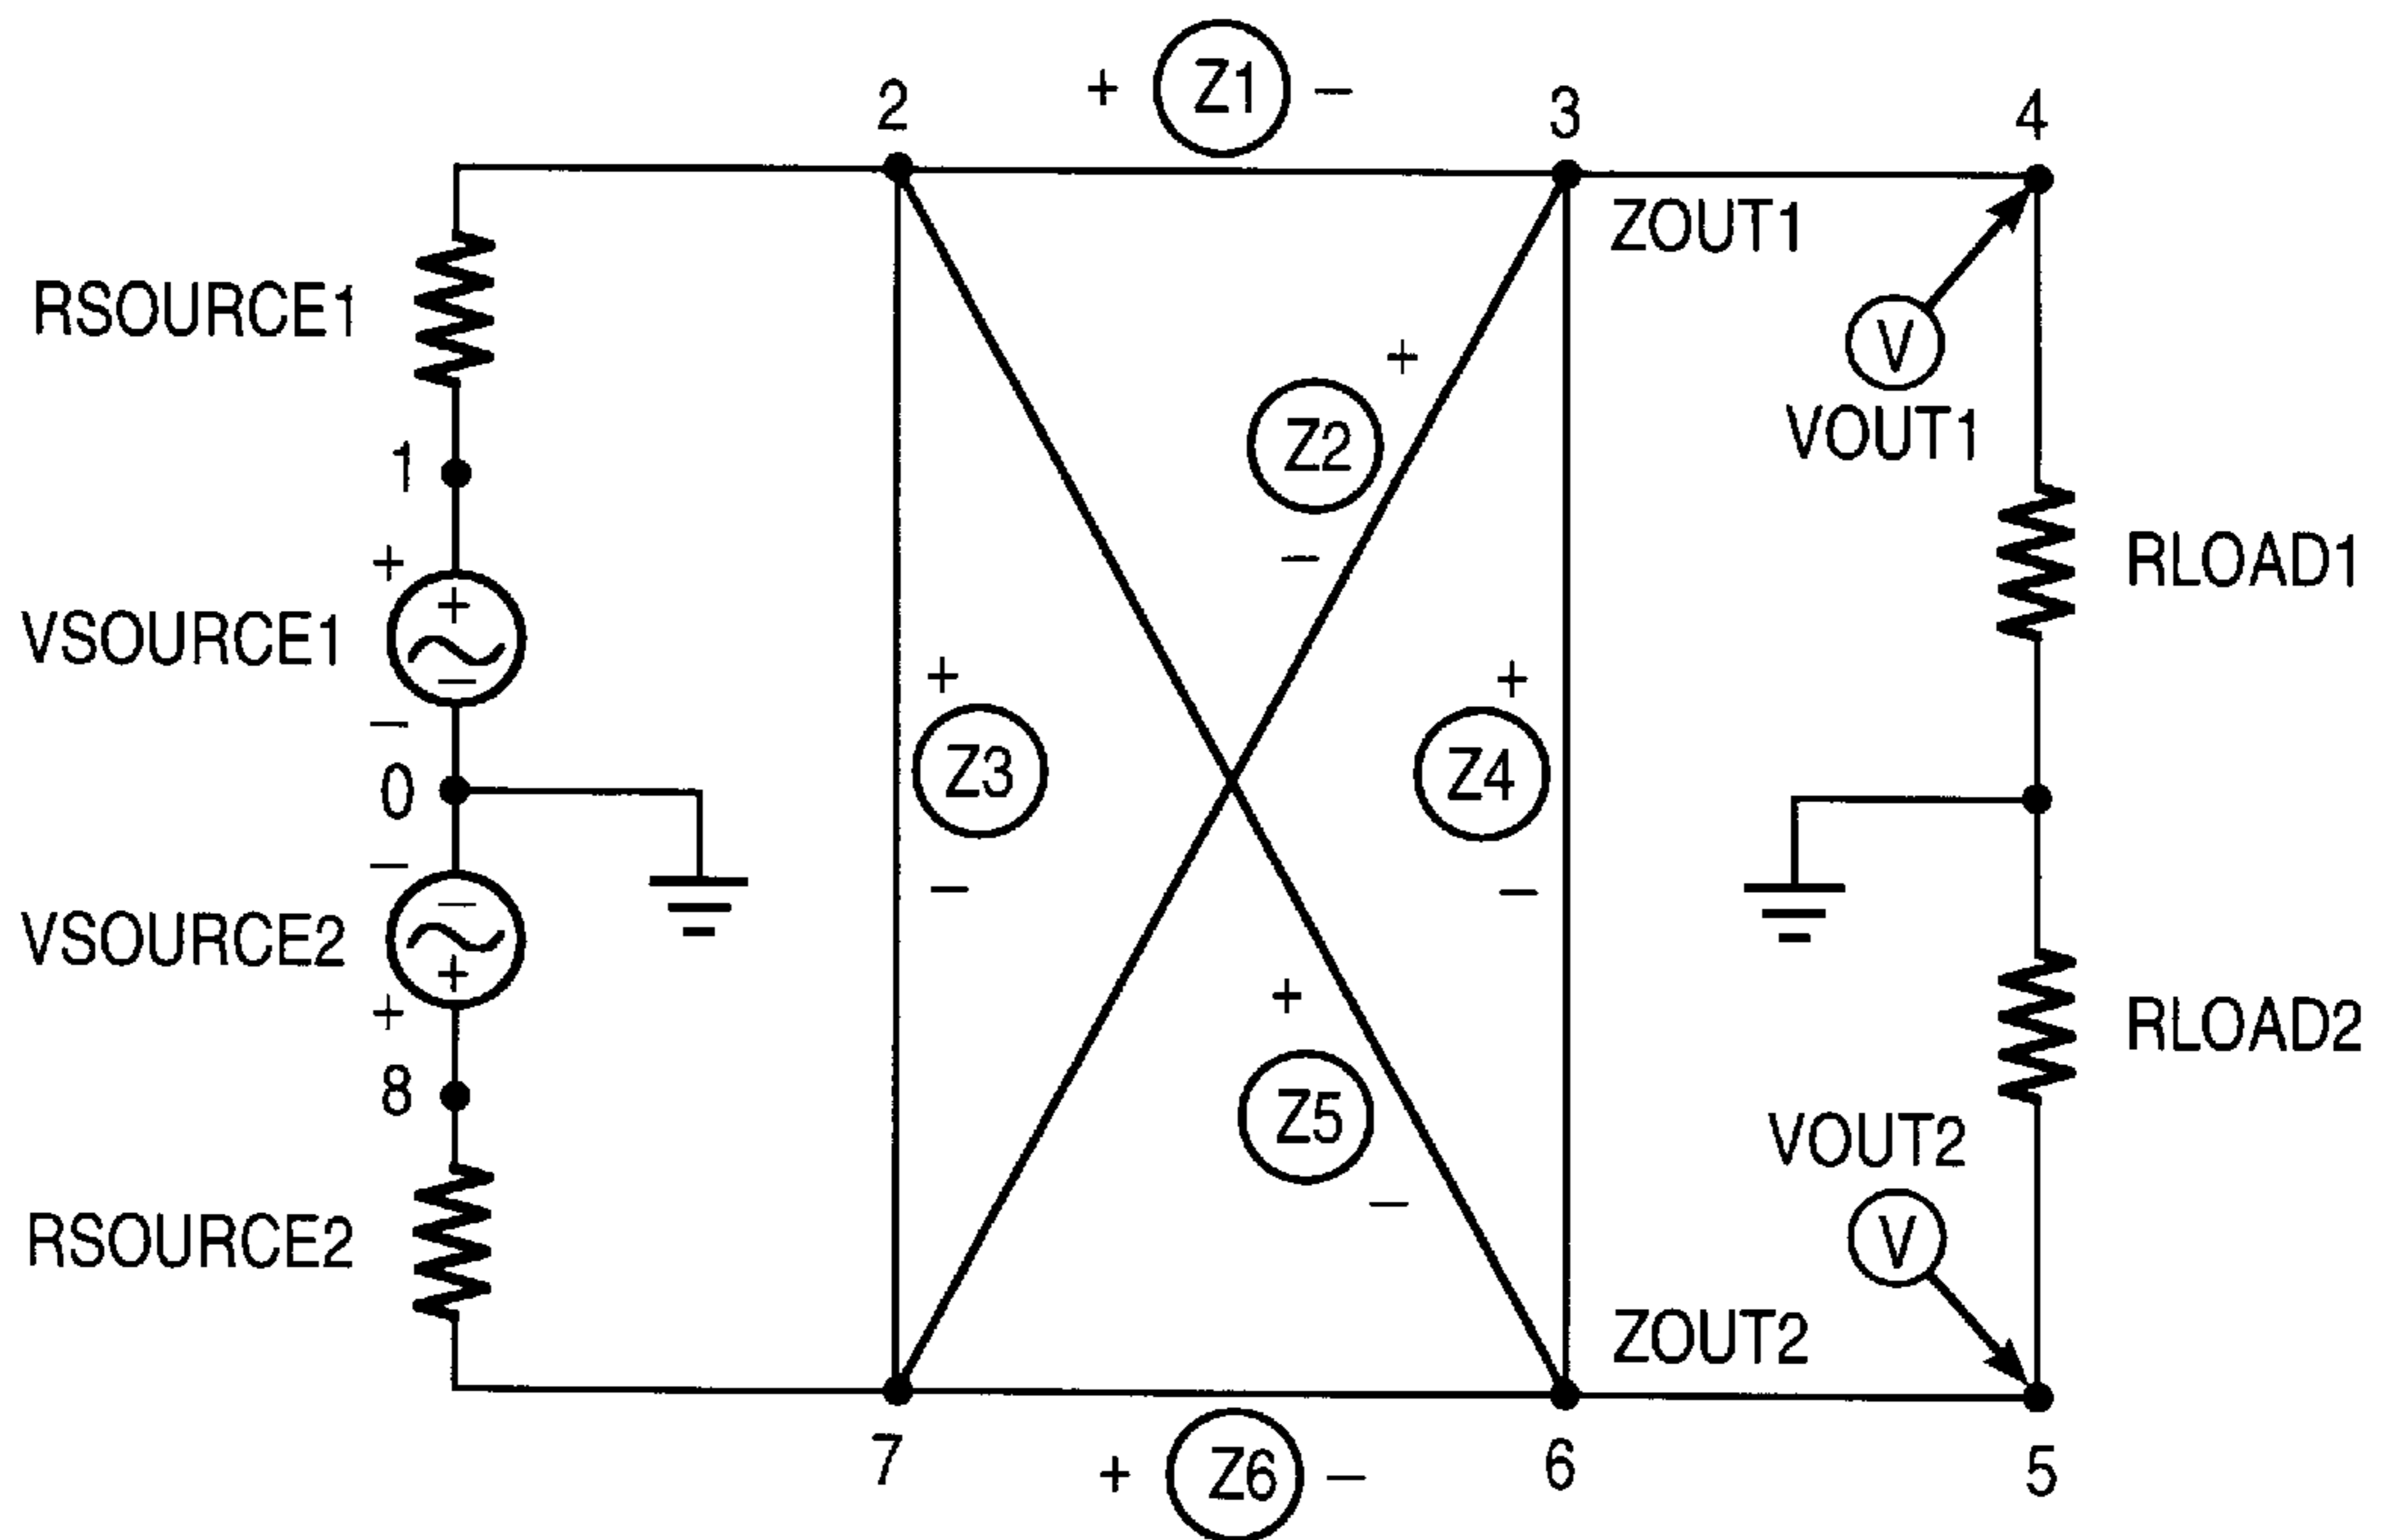 + Z1 −
2 3 4
ZOUT1
RSOURCE1
V
VOUT1
+
Z2
−
1
RLOAD1
+
+
VSOURCE1
−
−
+ +
Z3 Z4
− −
0
−
−
VSOURCE2
+
+
+
Z5
−
RLOAD2
8
VOUT2
V
RSOURCE2
ZOUT2
7 6 5
+ Z6 −